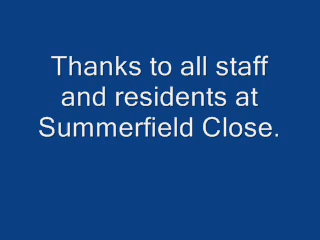 Thanks to all staff
and residents at
Summerfield Close.